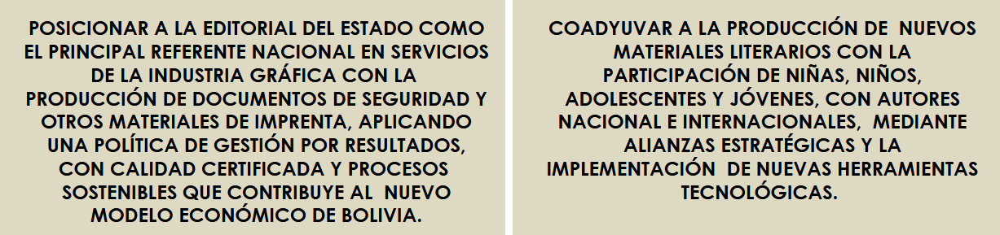 POSICIONAR A LA EDITORIAL DEL ESTADO COMO
EL PRINCIPAL REFERENTE NACIONAL EN SERVICIOS
DE LA INDUSTRIA GRÁFICA CON LA
PRODUCCIÓN DE DOCUMENTOS DE SEGURIDAD Y
OTROS MATERIALES DE IMPRENTA, APLICANDO
UNA POLÍTICA DE GESTIÓN POR RESULTADOS,
CON CALIDAD CERTIFICADA Y PROCESOS
SOSTENIBLES QUE CONTRIBUYE AL NUEVO
MODELO ECONÓMICO DE BOLIVIA.
COADYUVAR A LA PRODUCCIÓN DE NUEVOS
MATERIALES LITERARIOS CON LA
PARTICIPACIÓN DE NIÑAS, NIÑOS,
ADOLESCENTES Y JÓVENES, CON AUTORES
NACIONAL E INTERNACIONALES, MEDIANTE
ALIANZAS ESTRATÉGICAS Y LA
IMPLEMENTACIÓN DE NUEVAS HERRAMIENTAS
TECNOLÓGICAS.